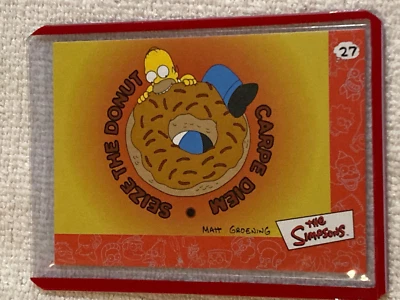 27
SEIZE THE DONUT
CARPE DIEM
MATT GROENING
THE
SIMPSONS